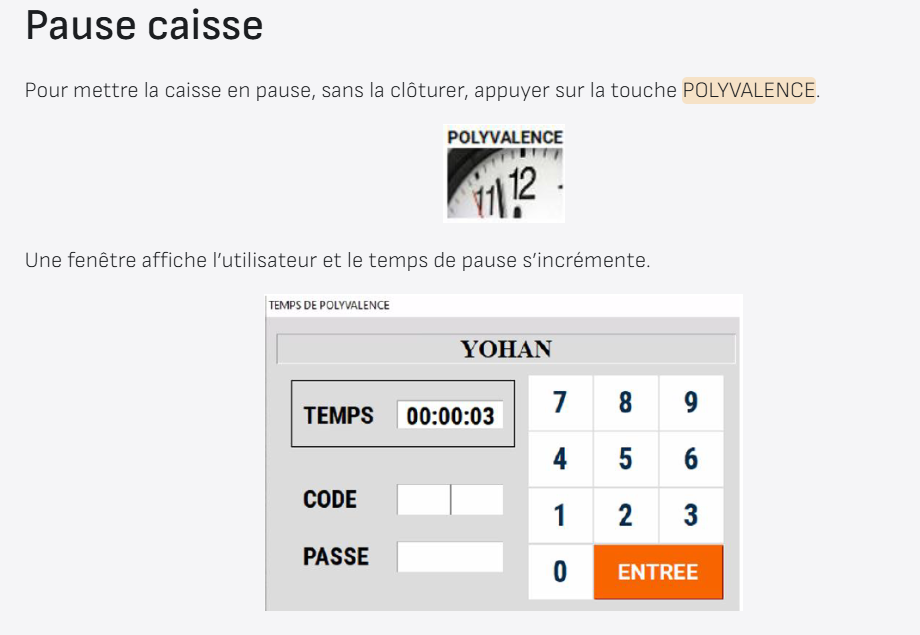 Pause caisse
Pour mettre la caisse en pause, sans la clôturer, appuyer sur la touche POLYVALENCE.
POLYVALENCE
11 12
Une fenêtre affiche l’utilisateur et le temps de pause s’incrémente.
TEMPS DE POLYVALENCE
YOHAN
TEMPS 00:00:03
7 8 9
4 5 6
CODE
1 2 3
PASSE
0 ENTREE